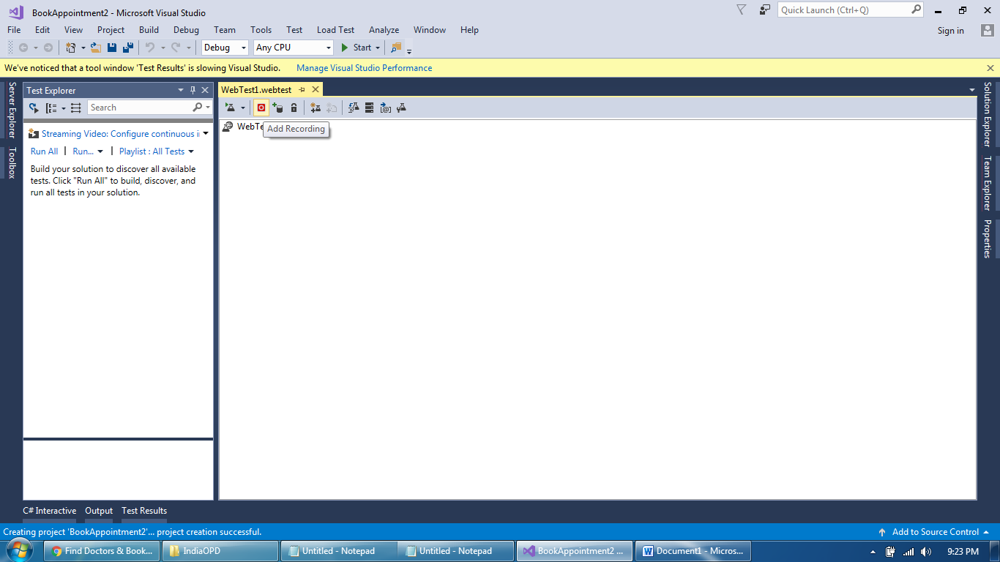 BookAppointment2 - Microsoft Visual Studio
Quick Launch (Ctrl+Q)
File Edit View Project Build Debug Team Tools Test Load Test Analyze Window Help
Sign in
Debug Any CPU Start
We've noticed that a tool window 'Test Results' is slowing Visual Studio. Manage Visual Studio Performance
Server Explorer
Toolbox
Test Explorer
Search
Streaming Video: Configure continuous
Run All | Run... | Playlist : All Tests
Build your solution to discover all available
tests. Click "Run All" to build, discover, and
run all tests in your solution.
WebTest1.webtest
WebTe
Add Recording
Solution Explorer
Team Explorer
Properties
C# Interactive Output Test Results
Creating project 'BookAppointment2'... project creation successful.
Add to Source Control
Find Doctors & Book...
IndiaOPD
Untitled - Notepad
Untitled - Notepad
BookAppointment2 ...
Document1 - Micros...
9:23 PM